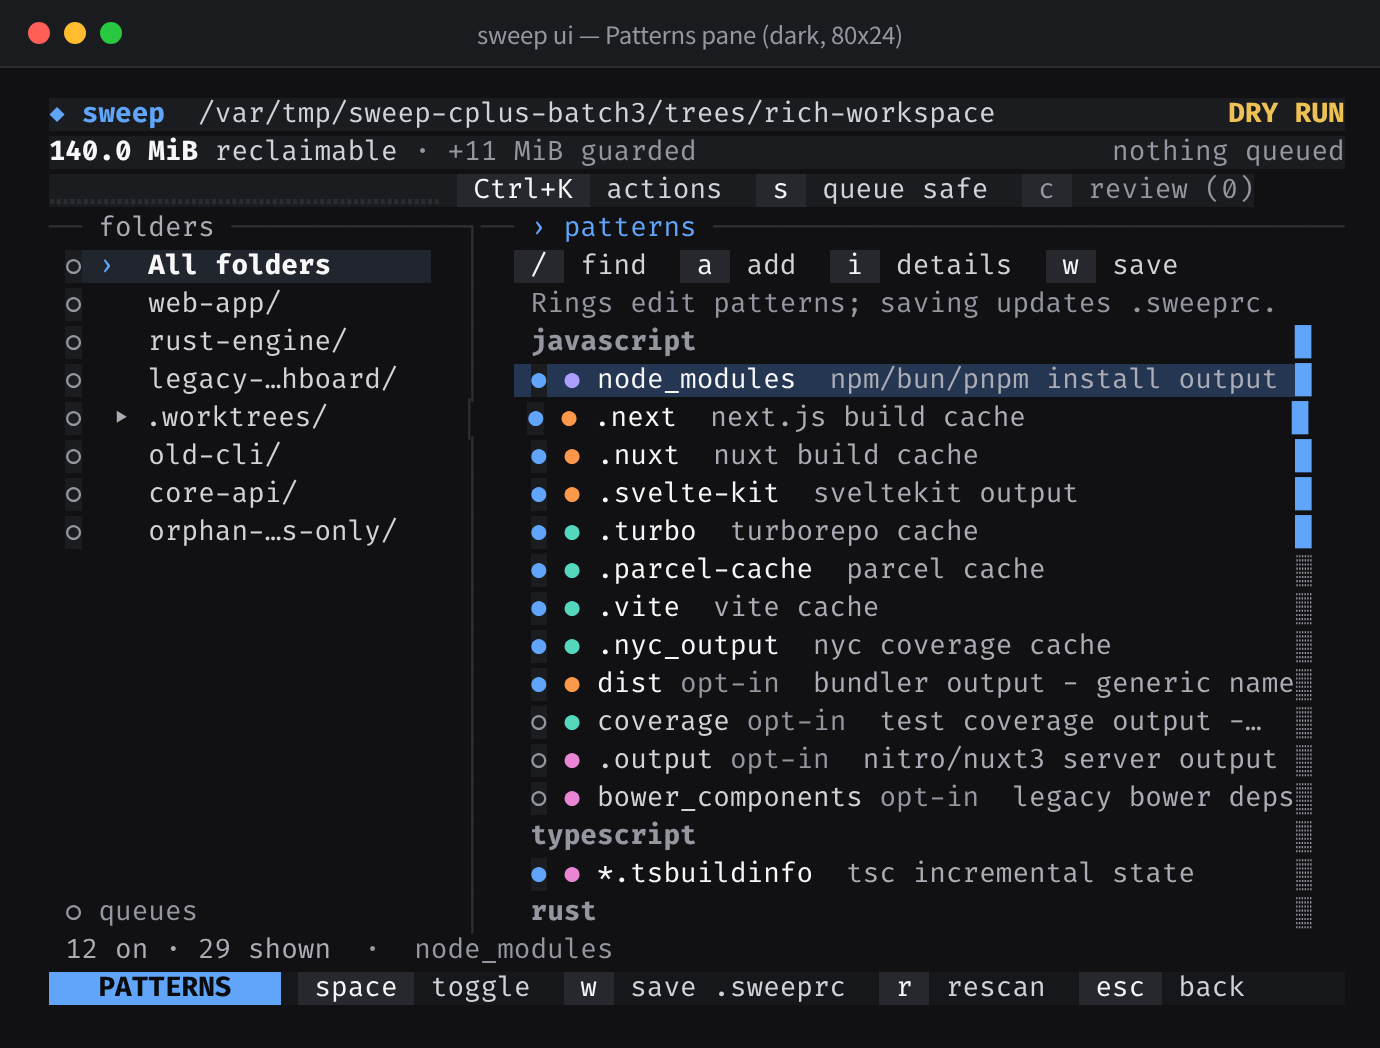 sweep ui — Patterns pane (dark, 80x24)
◆ sweep /var/tmp/sweep-cplus-batch3/trees/rich-workspace DRY RUN
140.0 MiB reclaimable · +11 MiB guarded nothing queued
Ctrl+K actions s queue safe c review (0)
folders
› All folders
web-app/
rust-engine/
legacy-…hboard/
▸ .worktrees/
old-cli/
core-api/
orphan-…s-only/
○ queues
› patterns
/ find a add i details w save
Rings edit patterns; saving updates .sweeprc.
javascript
node_modules npm/bun/pnpm install output
.next next.js build cache
.nuxt nuxt build cache
.svelte-kit sveltekit output
.turbo turborepo cache
.parcel-cache parcel cache
.vite vite cache
.nyc_output nyc coverage cache
dist opt-in bundler output - generic name
coverage opt-in test coverage output -…
.output opt-in nitro/nuxt3 server output
bower_components opt-in legacy bower deps
typescript
*.tsbuildinfo tsc incremental state
rust
12 on · 29 shown · node_modules
PATTERNS space toggle w save .sweeprc r rescan esc back